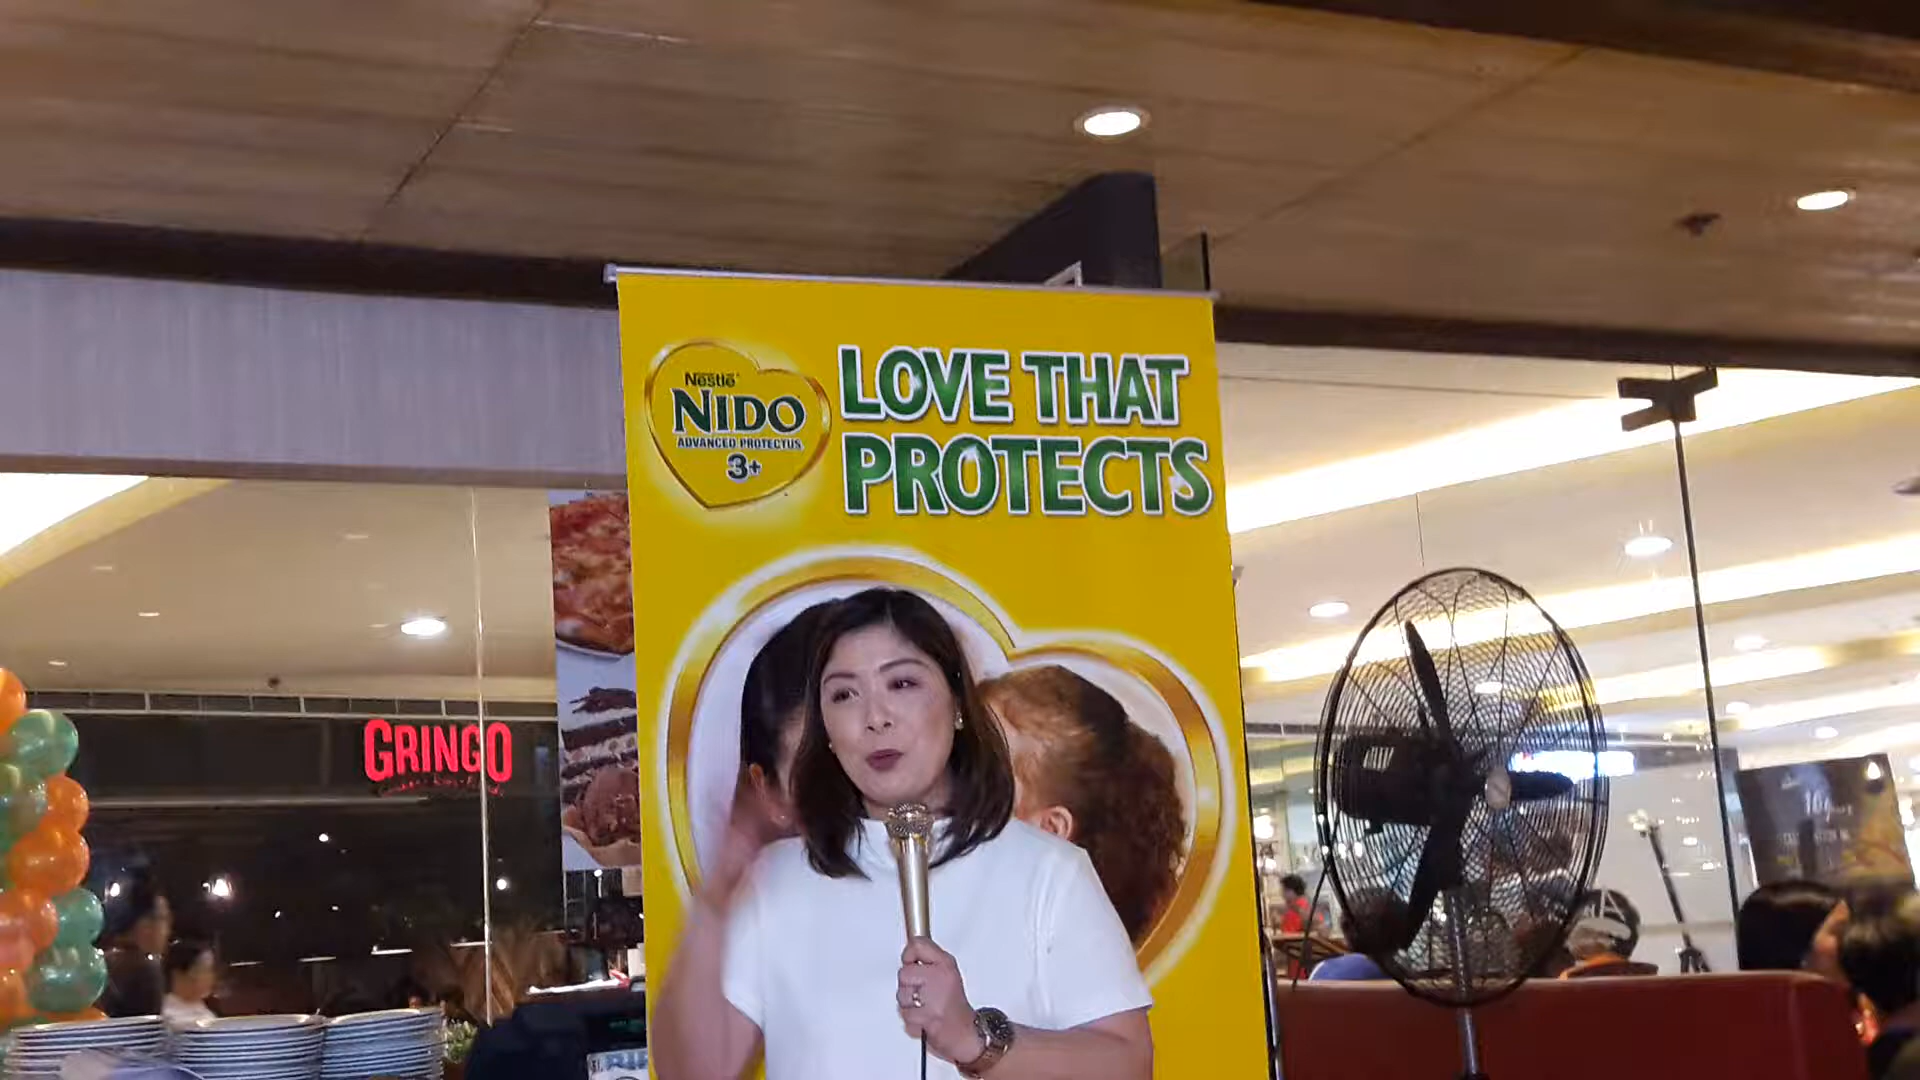 Nestlé
NIDO
ADVANCED PROTECTUS
3+
LOVE THAT
PROTECTS
GRINGO